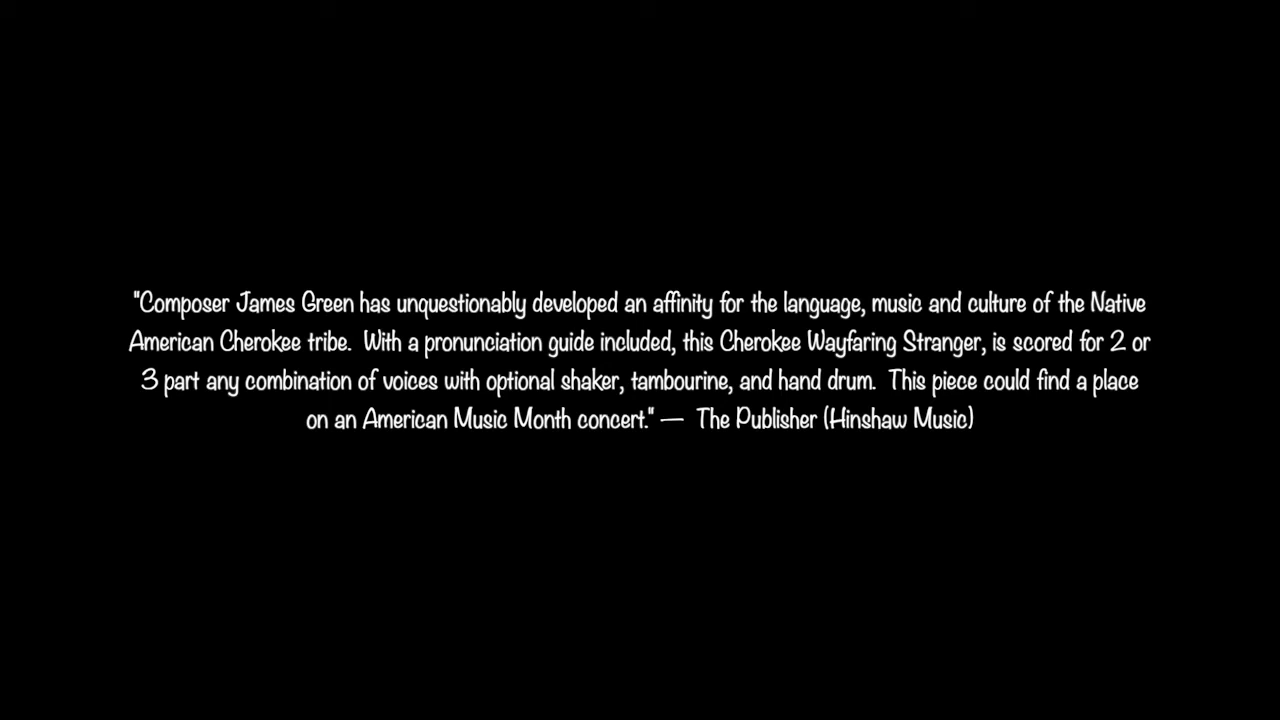 "Composer James Green has unquestionably developed an affinity for the language, music and culture of the Native
American Cherokee tribe.  With a pronunciation guide included, this Cherokee Wayfaring Stranger, is scored for 2 or
3 part any combination of voices with optional shaker, tambourine, and hand drum.  This piece could find a place
on an American Music Month concert." —  The Publisher (Hinshaw Music)